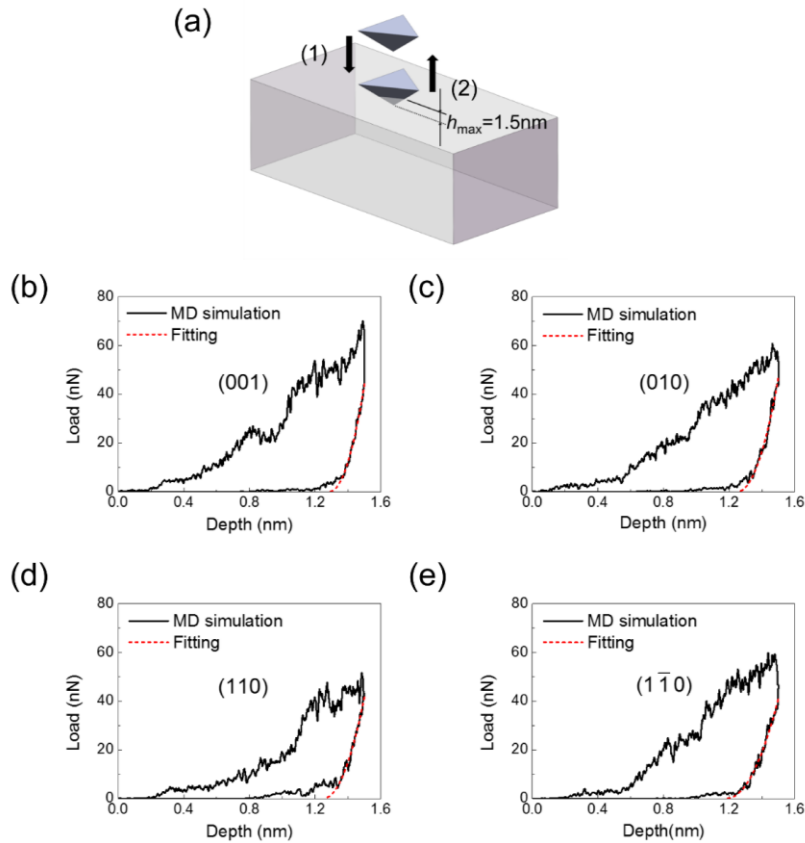 (a)
(1)
(2)
hmax=1.5nm
(b)
80
60
40
20
0
Load (nN)
MD simulation
Fitting
(001)
0.0 0.4 0.8 1.2 1.6
Depth (nm)
(c)
80
60
40
20
0
Load (nN)
MD simulation
Fitting
(010)
0.0 0.4 0.8 1.2 1.6
Depth (nm)
(d)
80
60
40
20
0
Load (nN)
MD simulation
Fitting
(110)
0.0 0.4 0.8 1.2 1.6
Depth (nm)
(e)
80
60
40
20
0
Load (nN)
MD simulation
Fitting
(11̄0)
0.0 0.4 0.8 1.2 1.6
Depth(nm)